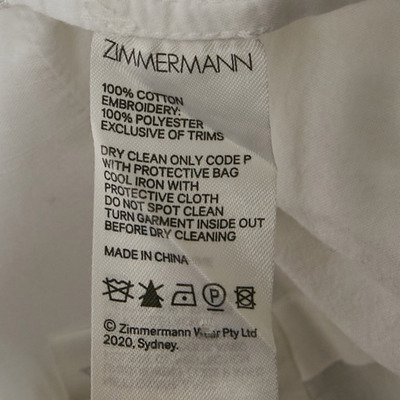 ZIMMERMANN
100% COTTON
EMBROIDERY:
100% POLYESTER
EXCLUSIVE OF TRIMS
DRY CLEAN ONLY CODE P
WITH PROTECTIVE BAG
COOL IRON WITH
PROTECTIVE CLOTH
DO NOT SPOT CLEAN
TURN GARMENT INSIDE OUT
BEFORE DRY CLEANING
MADE IN CHINA
P
© Zimmermann Wear Pty Ltd
2020, Sydney.